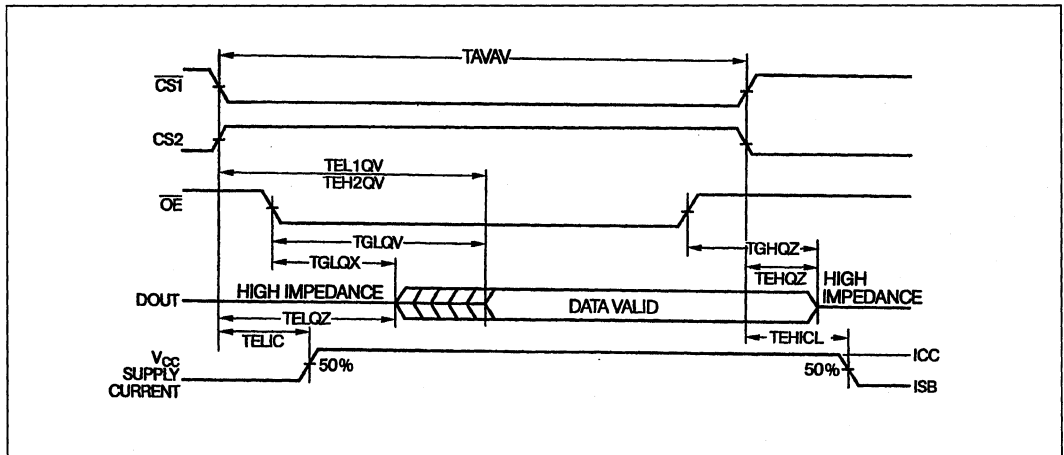 TAVAV
CS1
CS2
TEL1QV
TEH2QV
OE
TGLQV
TGHQZ
TGLQX
TEHQZ
HIGH
IMPEDANCE
DOUT
HIGH IMPEDANCE
DATA VALID
TELQZ
TELIC
TEHICL
VCC
SUPPLY
CURRENT
50%
50%
ICC
ISB